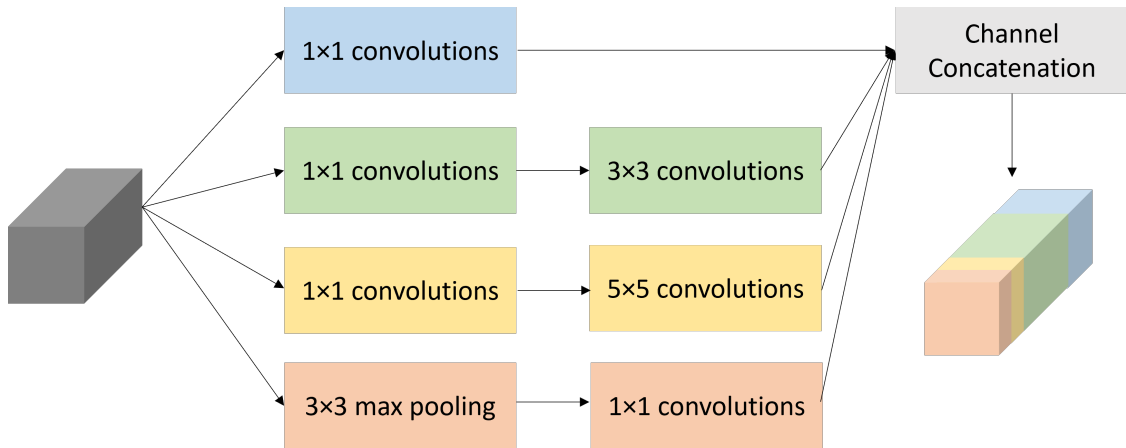 1×1 convolutions
Channel
Concatenation
1×1 convolutions
3×3 convolutions
1×1 convolutions
5×5 convolutions
3×3 max pooling
1×1 convolutions